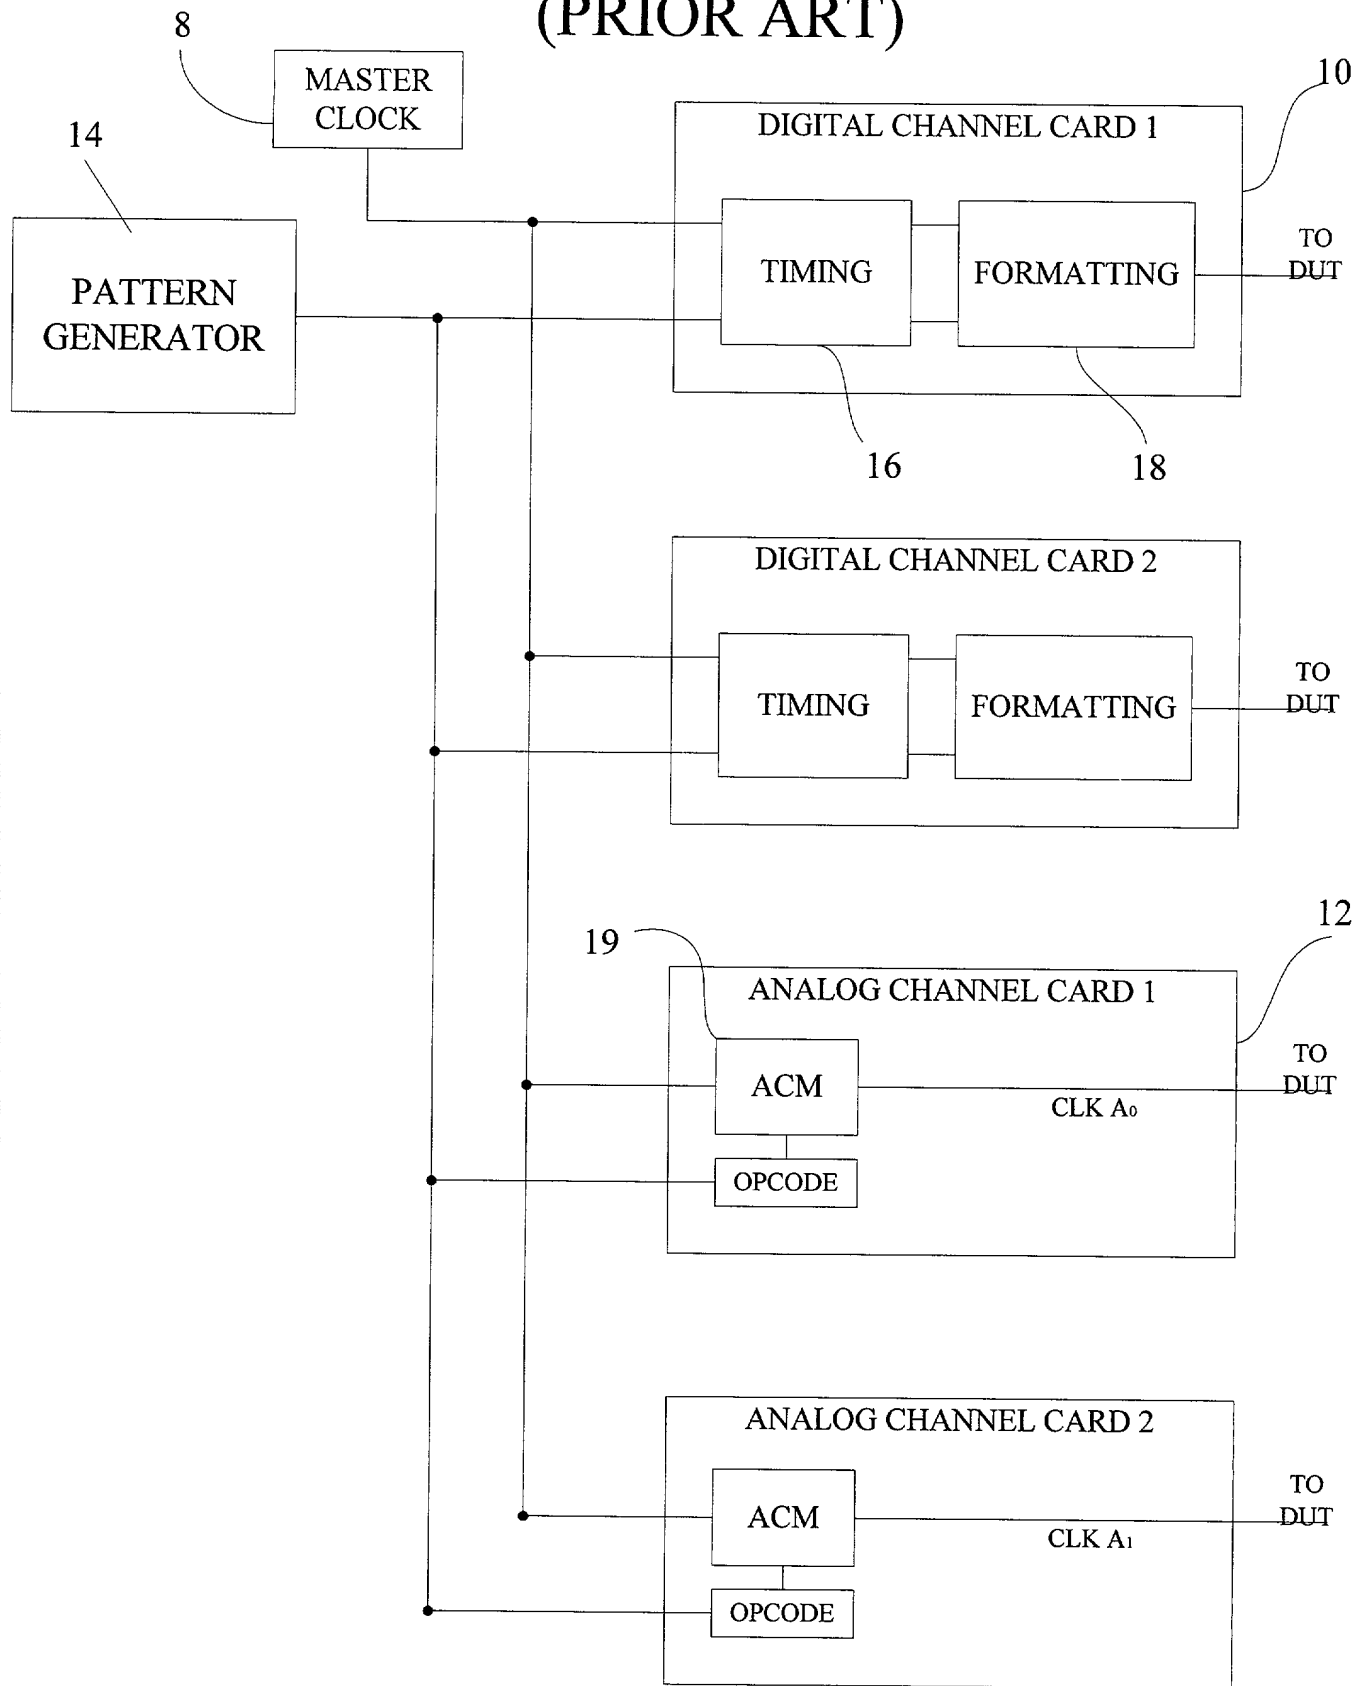 (PRIOR ART)
8
MASTER
CLOCK
10
14
DIGITAL CHANNEL CARD 1
PATTERN
GENERATOR
TIMING
FORMATTING
TO
DUT
16
18
DIGITAL CHANNEL CARD 2
TIMING
FORMATTING
TO
DUT
12
19
ANALOG CHANNEL CARD 1
ACM
TO
DUT
CLK A0
OPCODE
ANALOG CHANNEL CARD 2
ACM
TO
DUT
CLK A1
OPCODE